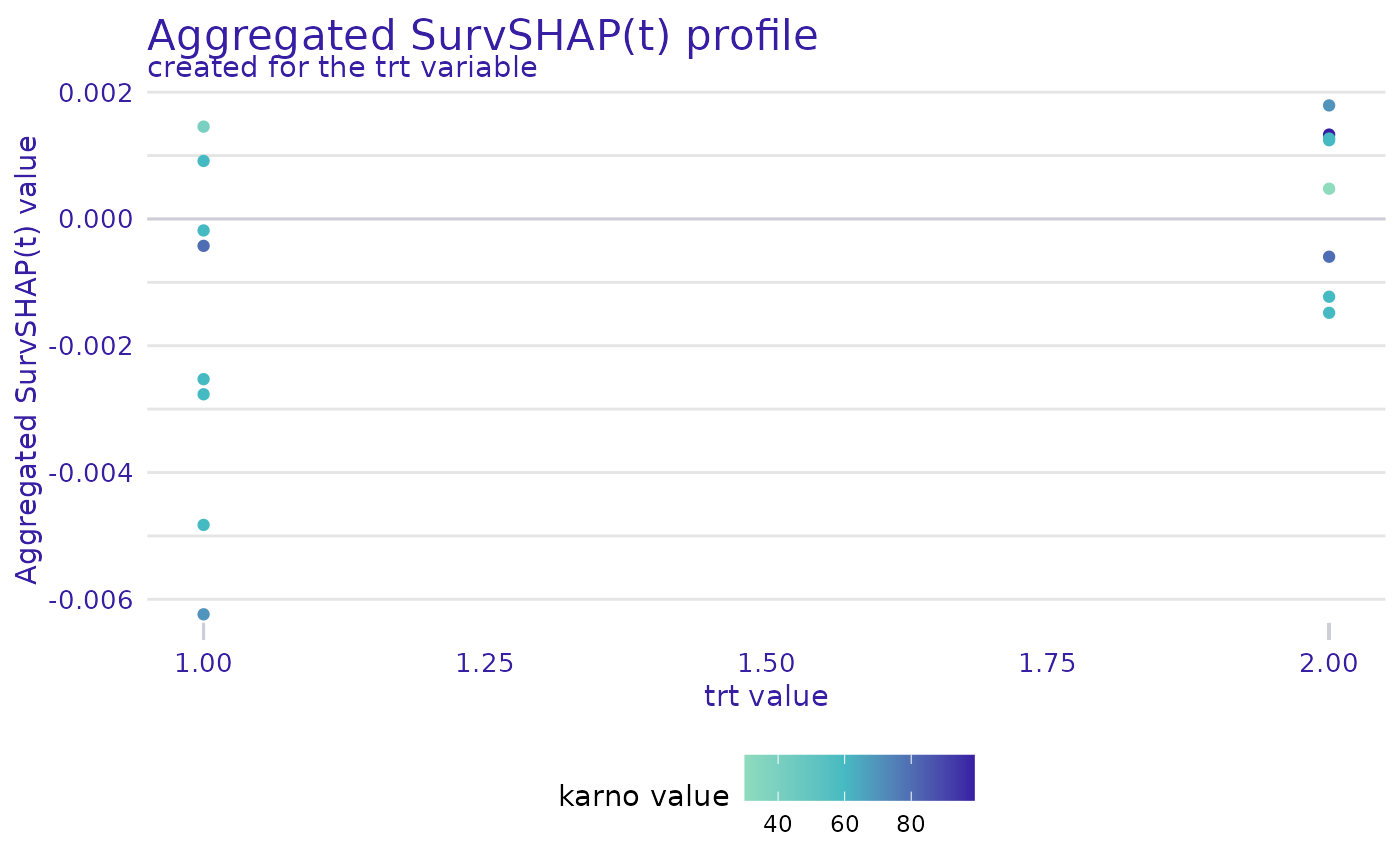 Aggregated SurvSHAP(t) profile
created for the trt variable
Aggregated SurvSHAP(t) value
0.002
0.000
-0.002
-0.004
-0.006
1.00 1.25 1.50 1.75 2.00
trt value
karno value
40 60 80